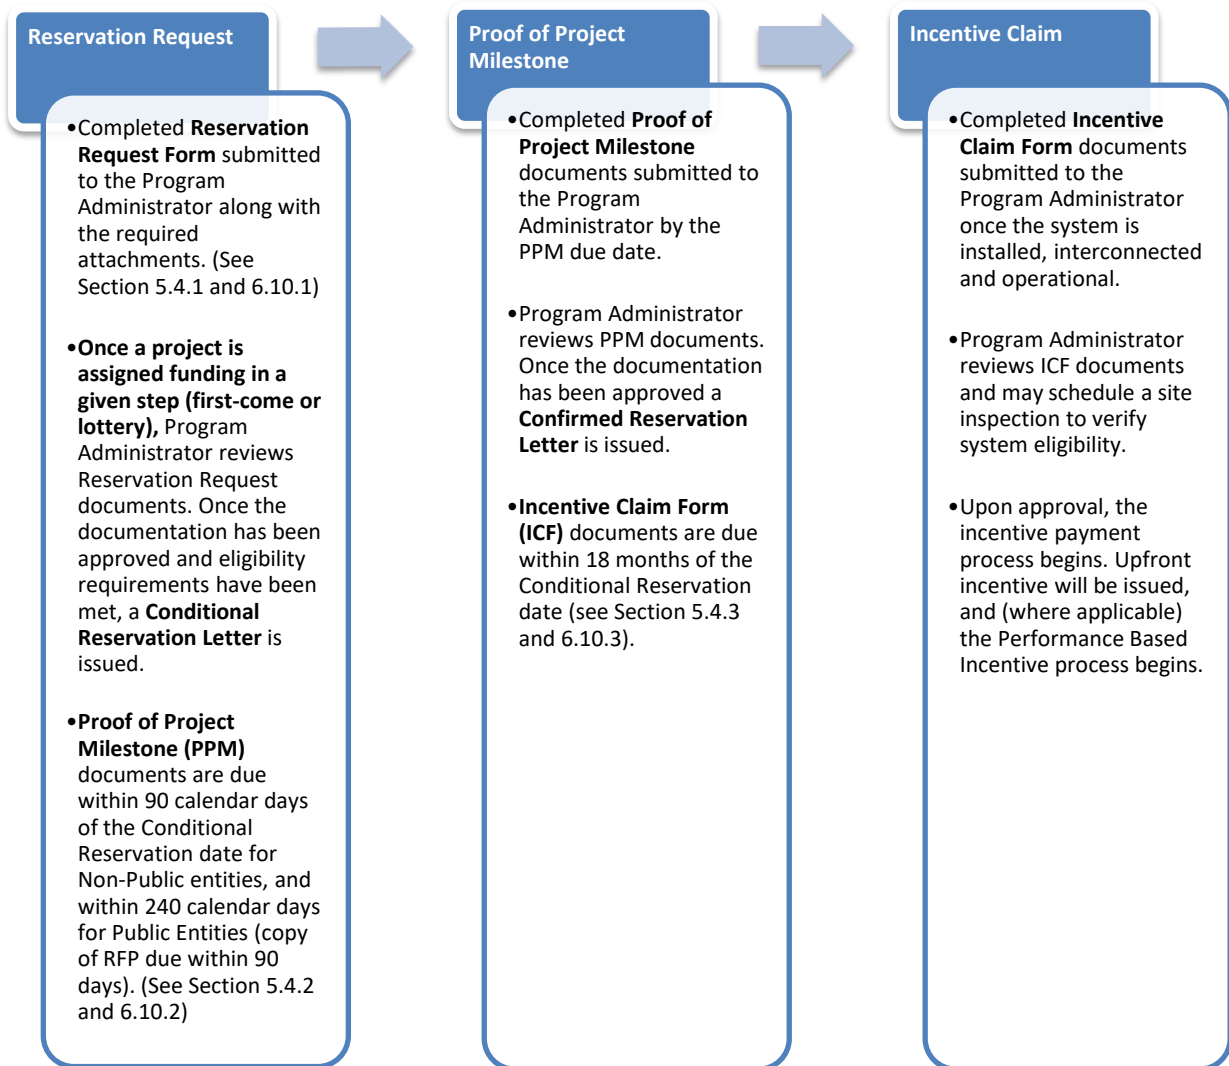 Reservation Request
•Completed Reservation
Request Form submitted
to the Program
Administrator along with
the required
attachments. (See
Section 5.4.1 and 6.10.1)
•Once a project is
assigned funding in a
given step (first-come or
lottery), Program
Administrator reviews
Reservation Request
documents. Once the
documentation has been
approved and eligibility
requirements have been
met, a Conditional
Reservation Letter is
issued.
•Proof of Project
Milestone (PPM)
documents are due
within 90 calendar days
of the Conditional
Reservation date for
Non-Public entities, and
within 240 calendar days
for Public Entities (copy
of RFP due within 90
days). (See Section 5.4.2
and 6.10.2)
Proof of Project
Milestone
•Completed Proof of
Project Milestone
documents submitted to
the Program
Administrator by the
PPM due date.
•Program Administrator
reviews PPM documents.
Once the documentation
has been approved a
Confirmed Reservation
Letter is issued.
•Incentive Claim Form
(ICF) documents are due
within 18 months of the
Conditional Reservation
date (see Section 5.4.3
and 6.10.3).
Incentive Claim
•Completed Incentive
Claim Form documents
submitted to the
Program Administrator
once the system is
installed, interconnected
and operational.
•Program Administrator
reviews ICF documents
and may schedule a site
inspection to verify
system eligibility.
•Upon approval, the
incentive payment
process begins. Upfront
incentive will be issued,
and (where applicable)
the Performance Based
Incentive process begins.